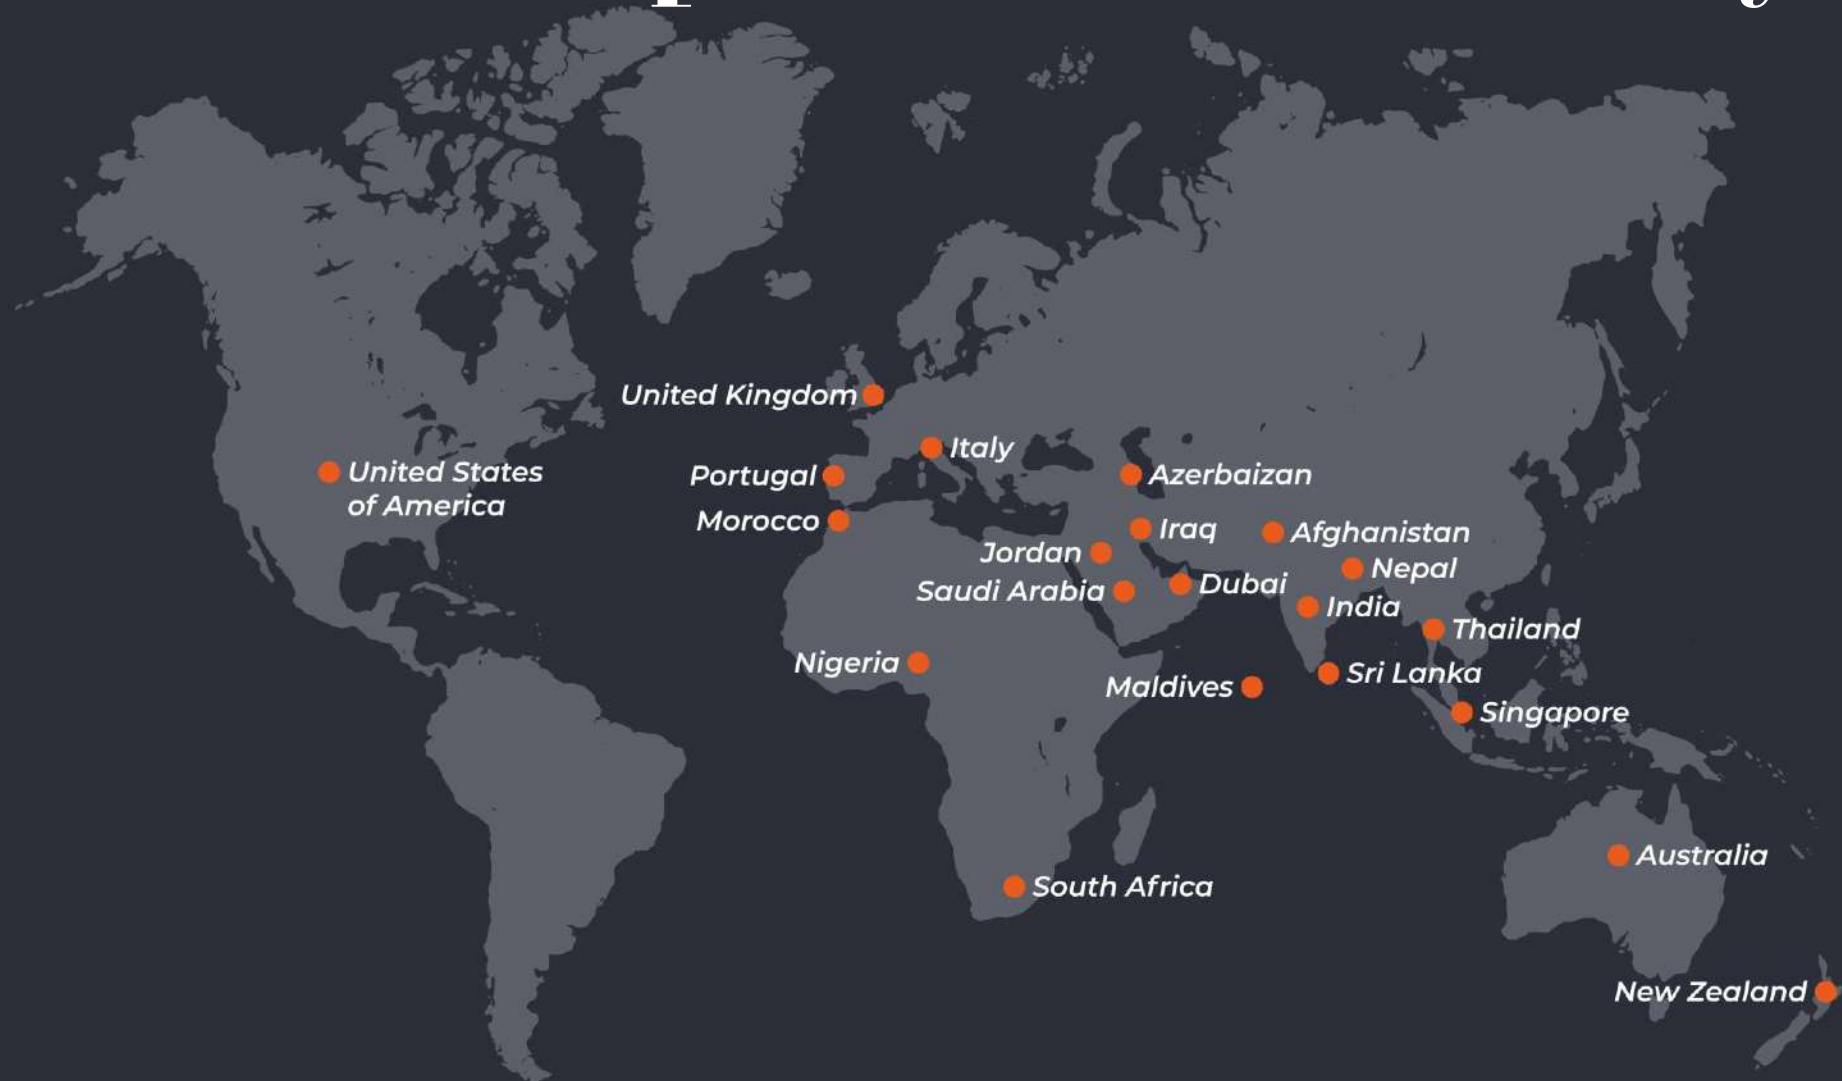 United Kingdom
Italy
United States
of America
Portugal
Azerbaizan
Morocco
Iraq
Afghanistan
Jordan
Nepal
Saudi Arabia
Dubai
India
Thailand
Nigeria
Sri Lanka
Maldives
Singapore
Australia
South Africa
New Zealand